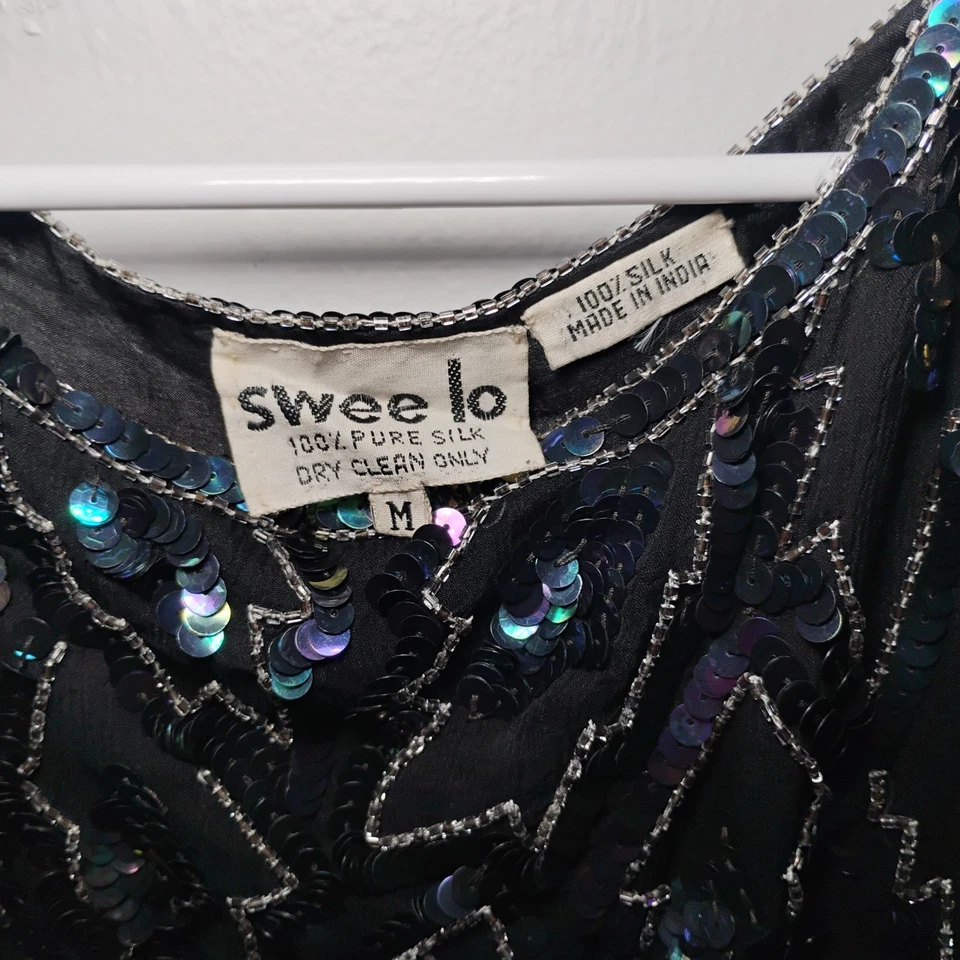 swee lo
100% PURE SILK
DRY CLEAN ONLY
M
100% SILK
MADE IN INDIA